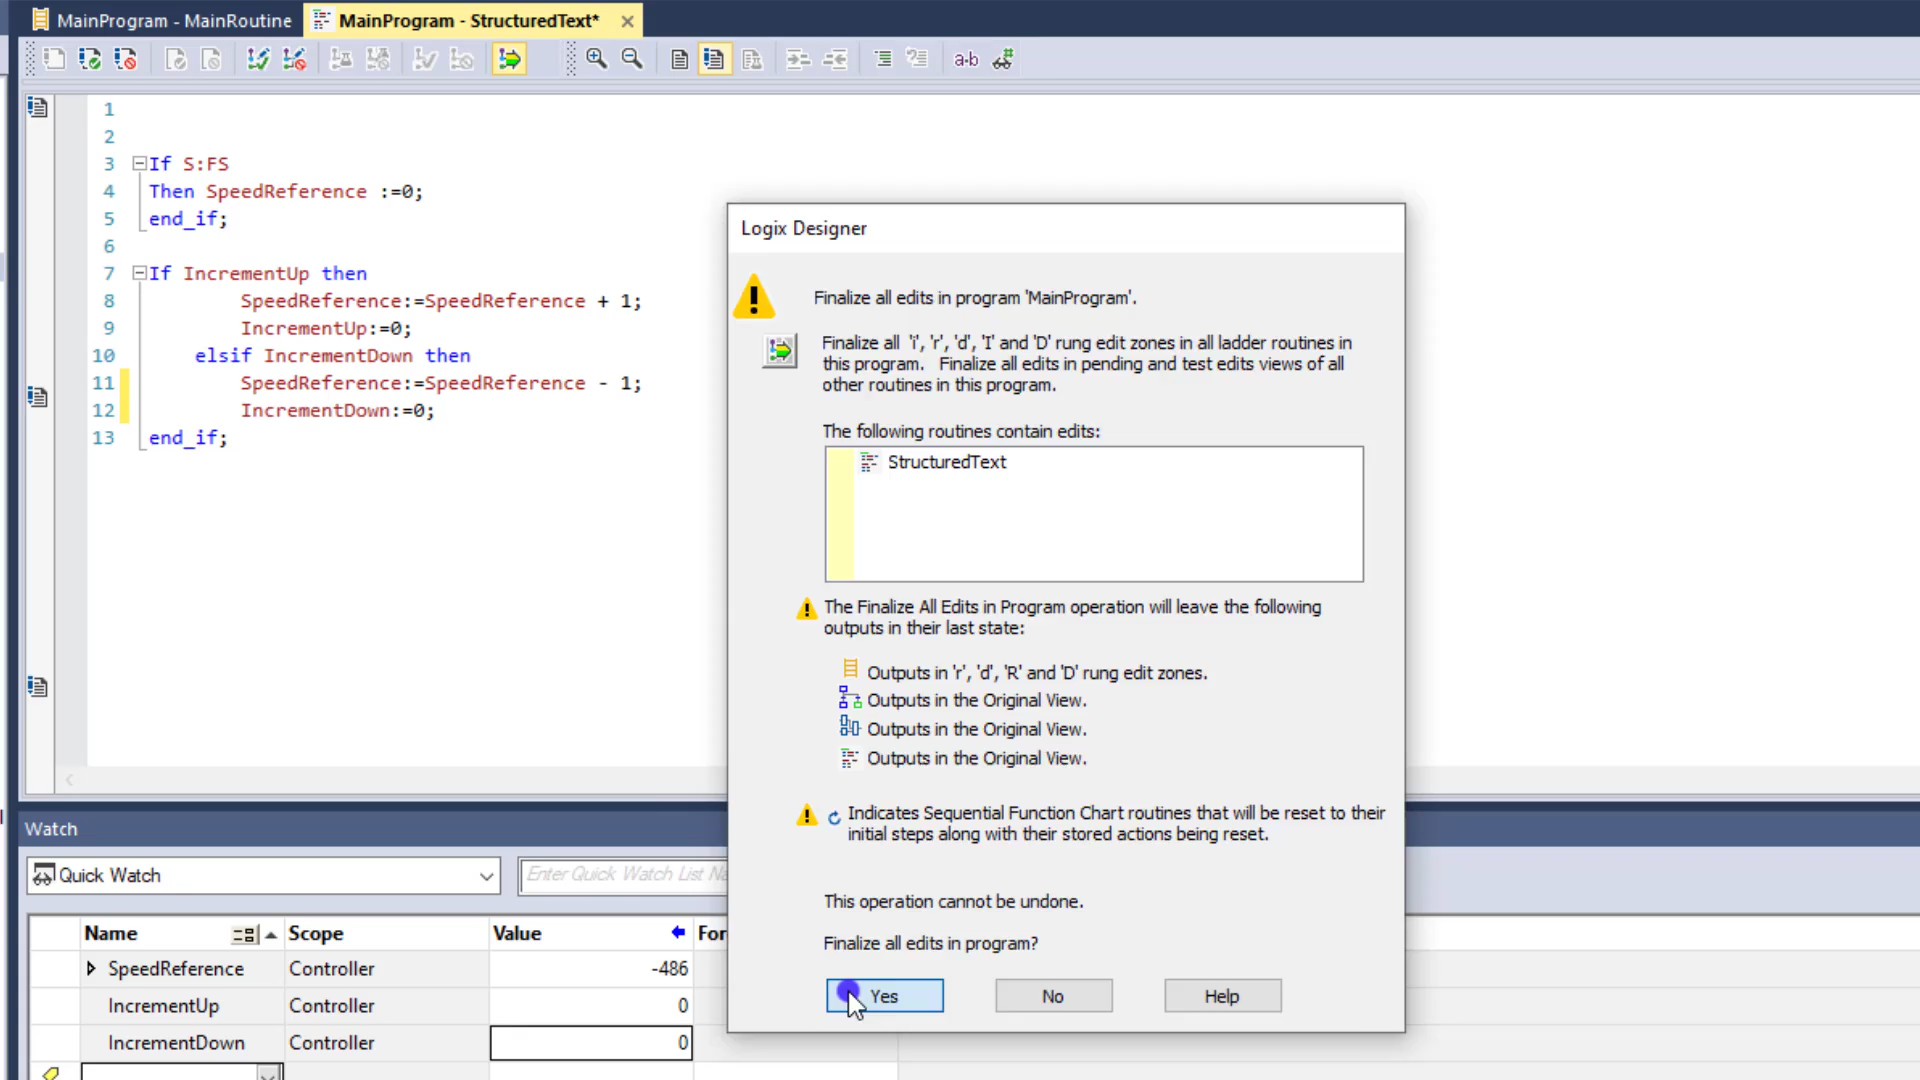 MainProgram - MainRoutine
MainProgram - StructuredText*
a-b
1
2
3 If S:FS
4 Then SpeedReference :=0;
5 end_if;
6
7 If IncrementUp then
8 SpeedReference:=SpeedReference + 1;
9 IncrementUp:=0;
10 elsif IncrementDown then
11 SpeedReference:=SpeedReference - 1;
12 IncrementDown:=0;
13 end_if;
Logix Designer
Finalize all edits in program 'MainProgram'.
Finalize all 'i', 'r', 'd', 'I' and 'D' rung edit zones in all ladder routines in
this program. Finalize all edits in pending and test edits views of all
other routines in this program.
The following routines contain edits:
StructuredText
The Finalize All Edits in Program operation will leave the following
outputs in their last state:
Outputs in 'r', 'd', 'R' and 'D' rung edit zones.
Outputs in the Original View.
Outputs in the Original View.
Outputs in the Original View.
Indicates Sequential Function Chart routines that will be reset to their
initial steps along with their stored actions being reset.
This operation cannot be undone.
Finalize all edits in program?
Yes No Help
Watch
Quick Watch
Enter Quick Watch List Na
Name Scope Value For
SpeedReference Controller -486
IncrementUp Controller 0
IncrementDown Controller 0